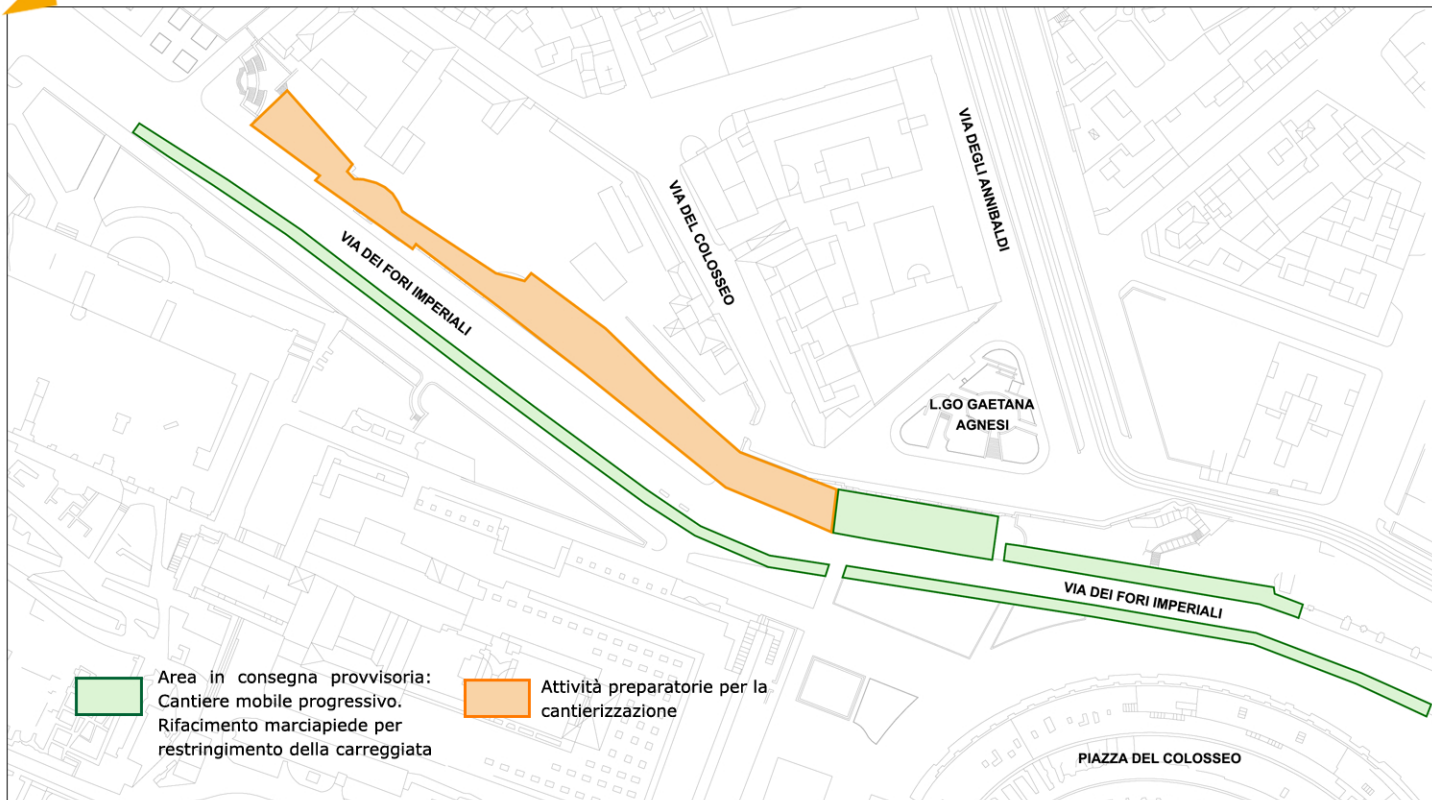 VIA DEGLI ANNIBALDI
VIA DEL COLOSSEO
VIA DEI FORI IMPERIALI
L.GO GAETANA
AGNESI
VIA DEI FORI IMPERIALI
Area in consegna provvisoria:
Cantiere mobile progressivo.
Rifacimento marciapiede per
restringimento della carreggiata
Attività preparatorie per la
cantierizzazione
PIAZZA DEL COLOSSEO